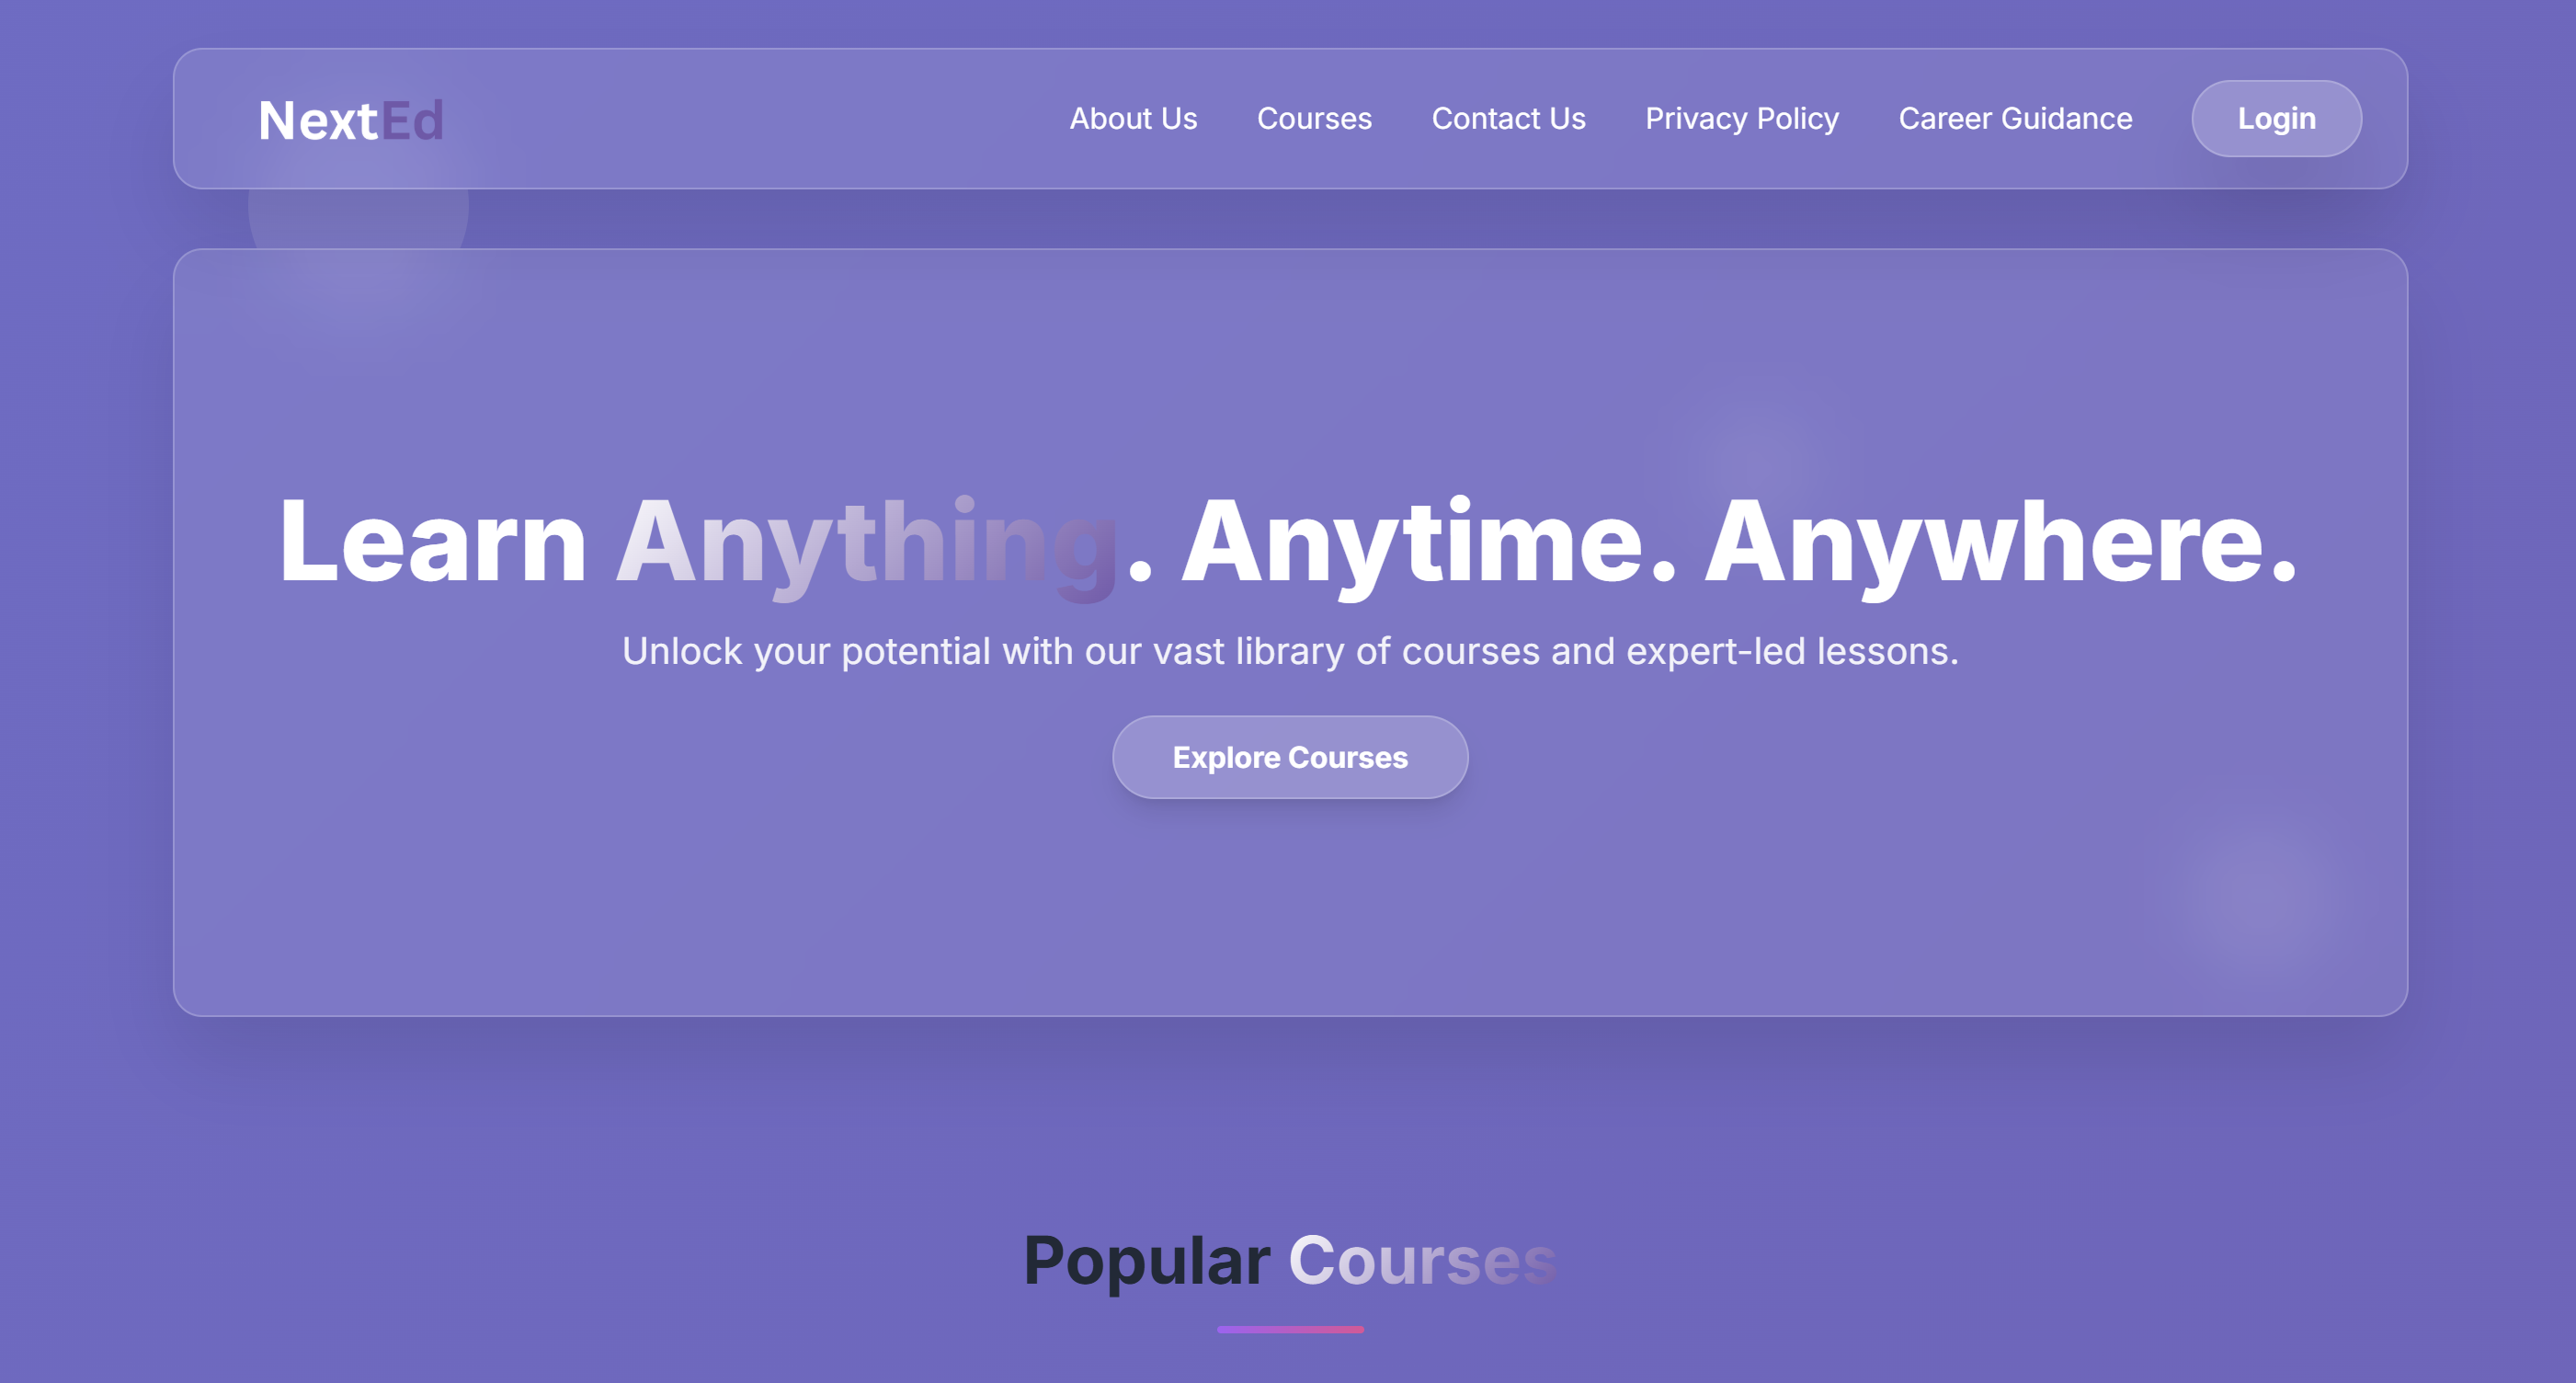 NextEd
About Us Courses Contact Us Privacy Policy Career Guidance Login
Learn Anything. Anytime. Anywhere.
Unlock your potential with our vast library of courses and expert-led lessons.
Explore Courses
Popular Courses